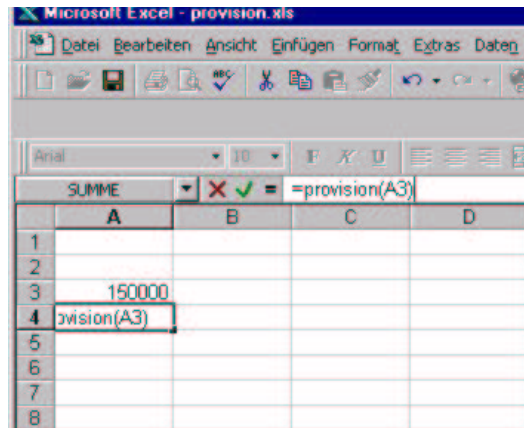 Microsoft Excel - provision.xls
Datei Bearbeiten Ansicht Einfügen Format Extras Daten
ABC
Arial 10 F K U
SUMME = =provision(A3)
A B C D
1
2
3 150000
4 ovision(A3)
5
6
7
8